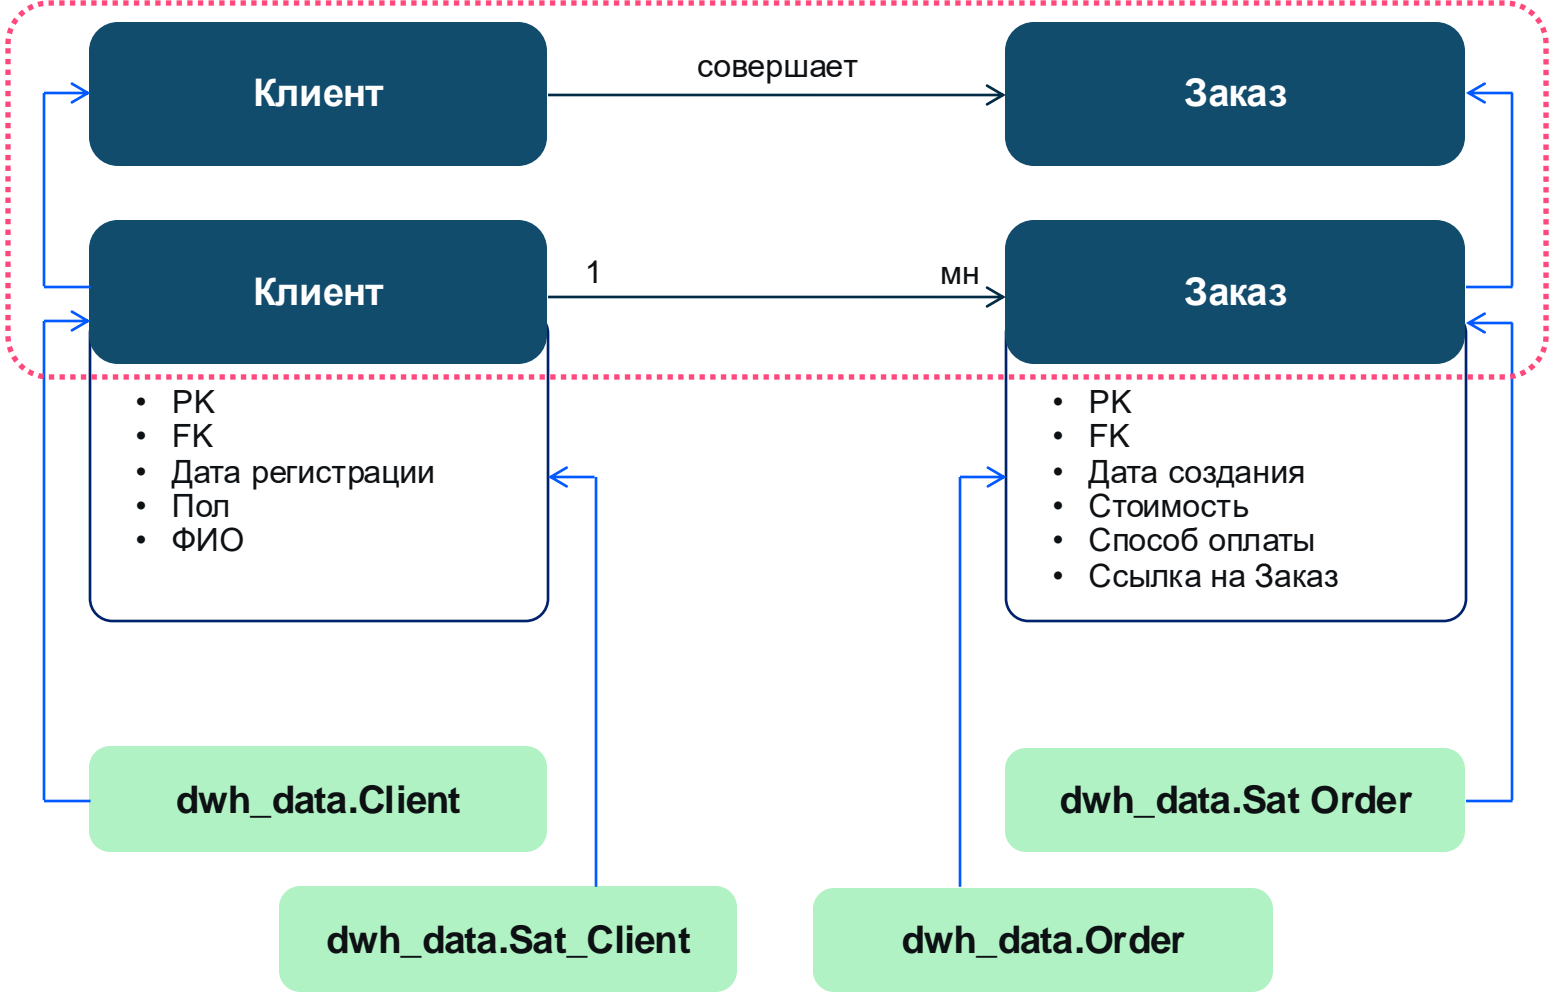 Клиент
совершает
Заказ
Клиент
1
мн
Заказ
• PK
• FK
• Дата регистрации
• Пол
• ФИО
• PK
• FK
• Дата создания
• Стоимость
• Способ оплаты
• Ссылка на Заказ
dwh_data.Client
dwh_data.Sat Order
dwh_data.Sat_Client
dwh_data.Order